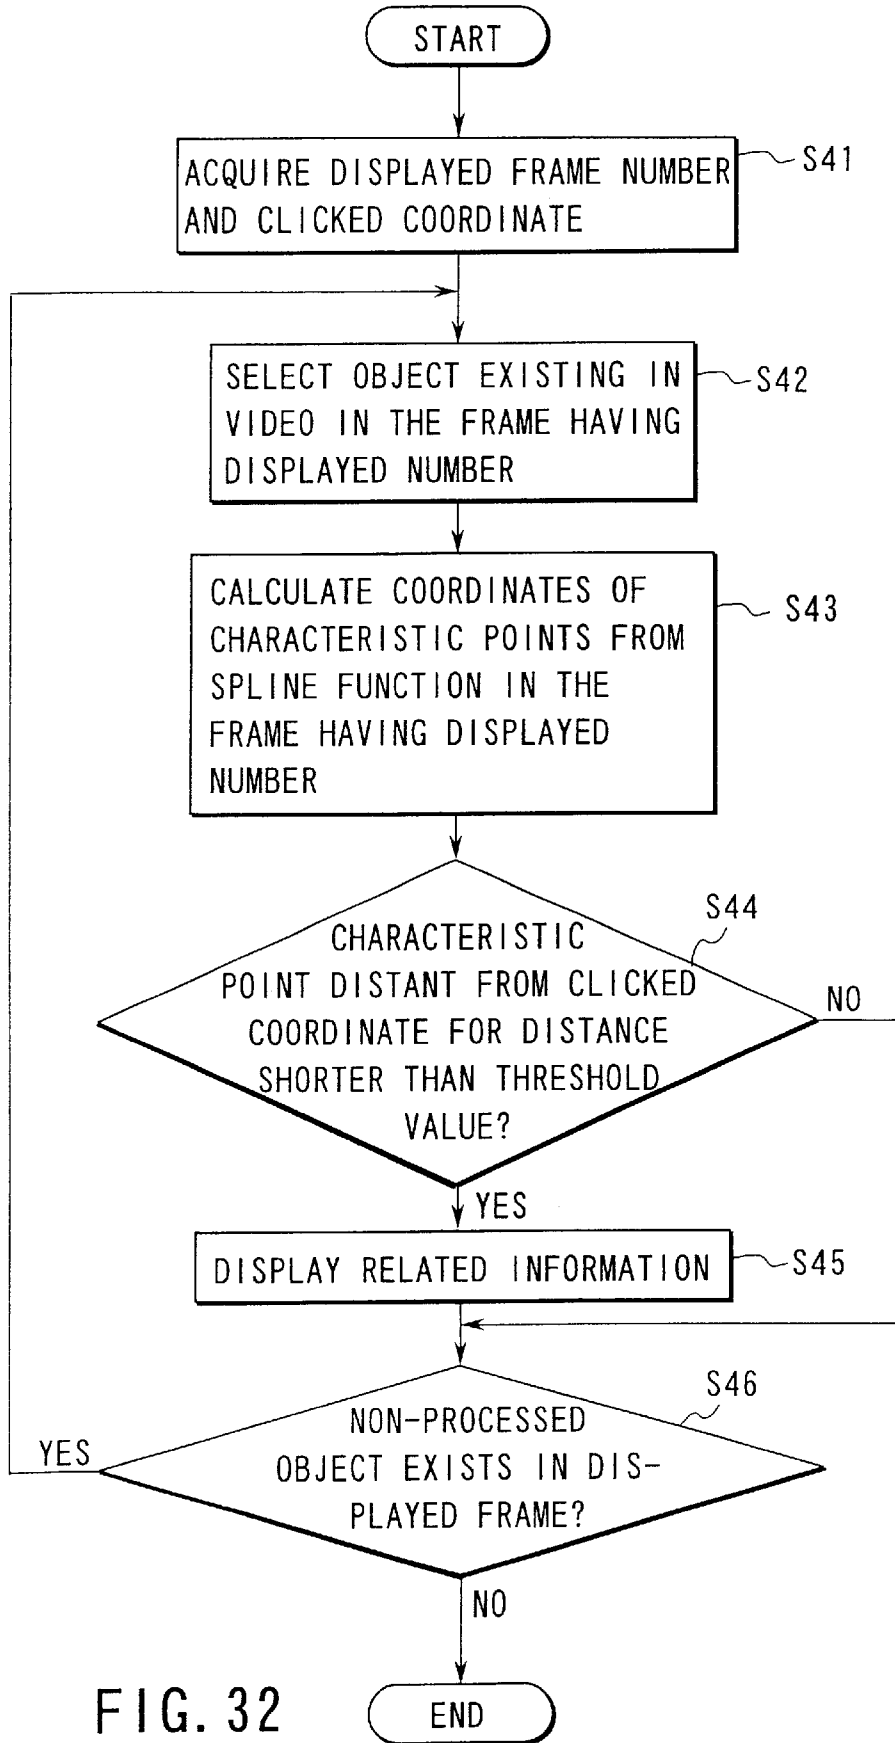 START
ACQUIRE DISPLAYED FRAME NUMBER
AND CLICKED COORDINATE
S41
SELECT OBJECT EXISTING IN
VIDEO IN THE FRAME HAVING
DISPLAYED NUMBER
S42
CALCULATE COORDINATES OF
CHARACTERISTIC POINTS FROM
SPLINE FUNCTION IN THE
FRAME HAVING DISPLAYED
NUMBER
S43
S44
CHARACTERISTIC
POINT DISTANT FROM CLICKED
COORDINATE FOR DISTANCE
SHORTER THAN THRESHOLD
VALUE?
NO
YES
DISPLAY RELATED INFORMATION
S45
S46
NON-PROCESSED
OBJECT EXISTS IN DIS-
PLAYED FRAME?
YES
NO
END
FIG. 32